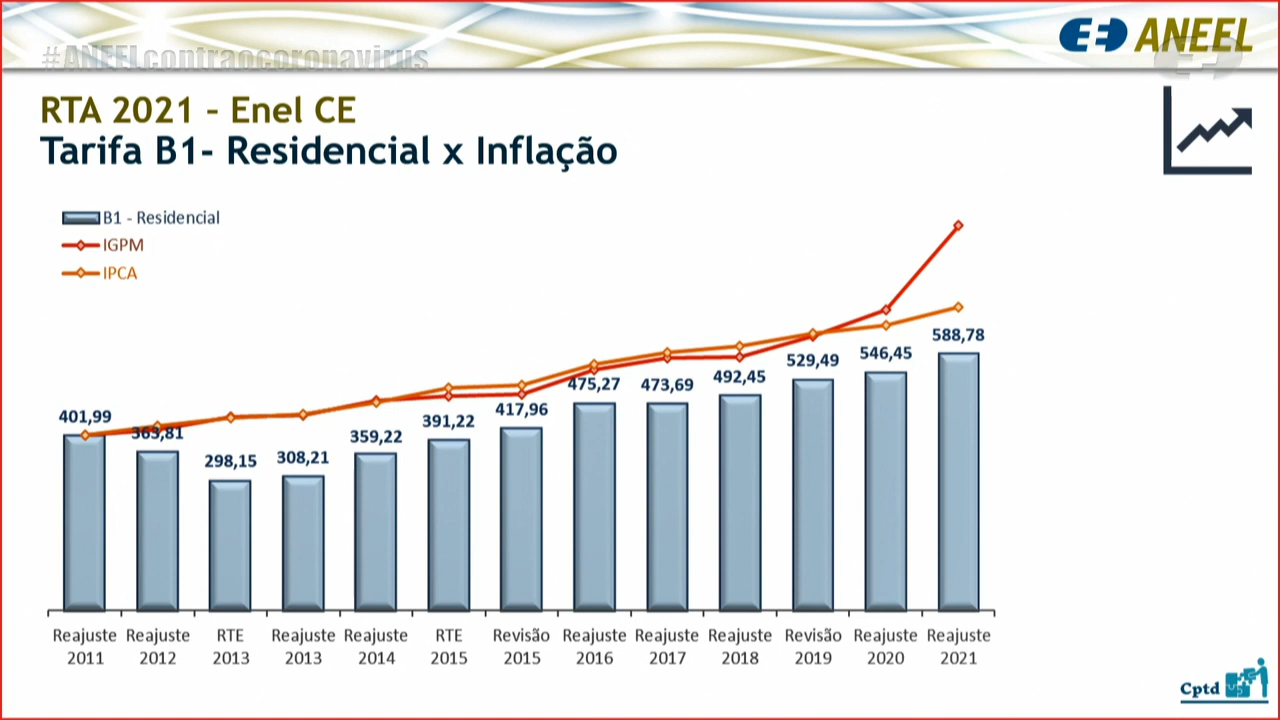 #ANEELcontraocoronavirus
ANEEL
RTA 2021 – Enel CE
Tarifa B1- Residencial x Inflação
B1 - Residencial
IGPM
IPCA
401,99
363,81
298,15
308,21
359,22
391,22
417,96
475,27
473,69
492,45
529,49
546,45
588,78
Reajuste 2011
Reajuste 2012
RTE 2013
Reajuste 2013
Reajuste 2014
RTE 2015
Revisão 2015
Reajuste 2016
Reajuste 2017
Reajuste 2018
Revisão 2019
Reajuste 2020
Reajuste 2021
Cptd